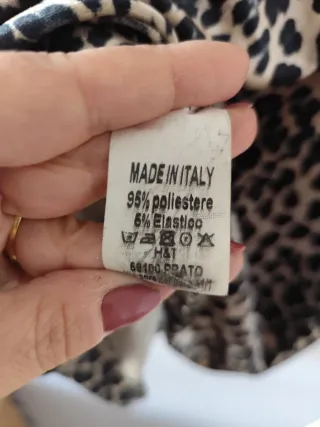 MADE IN ITALY
95% poliestere
5% Elastico
H&T
59100 PRATO